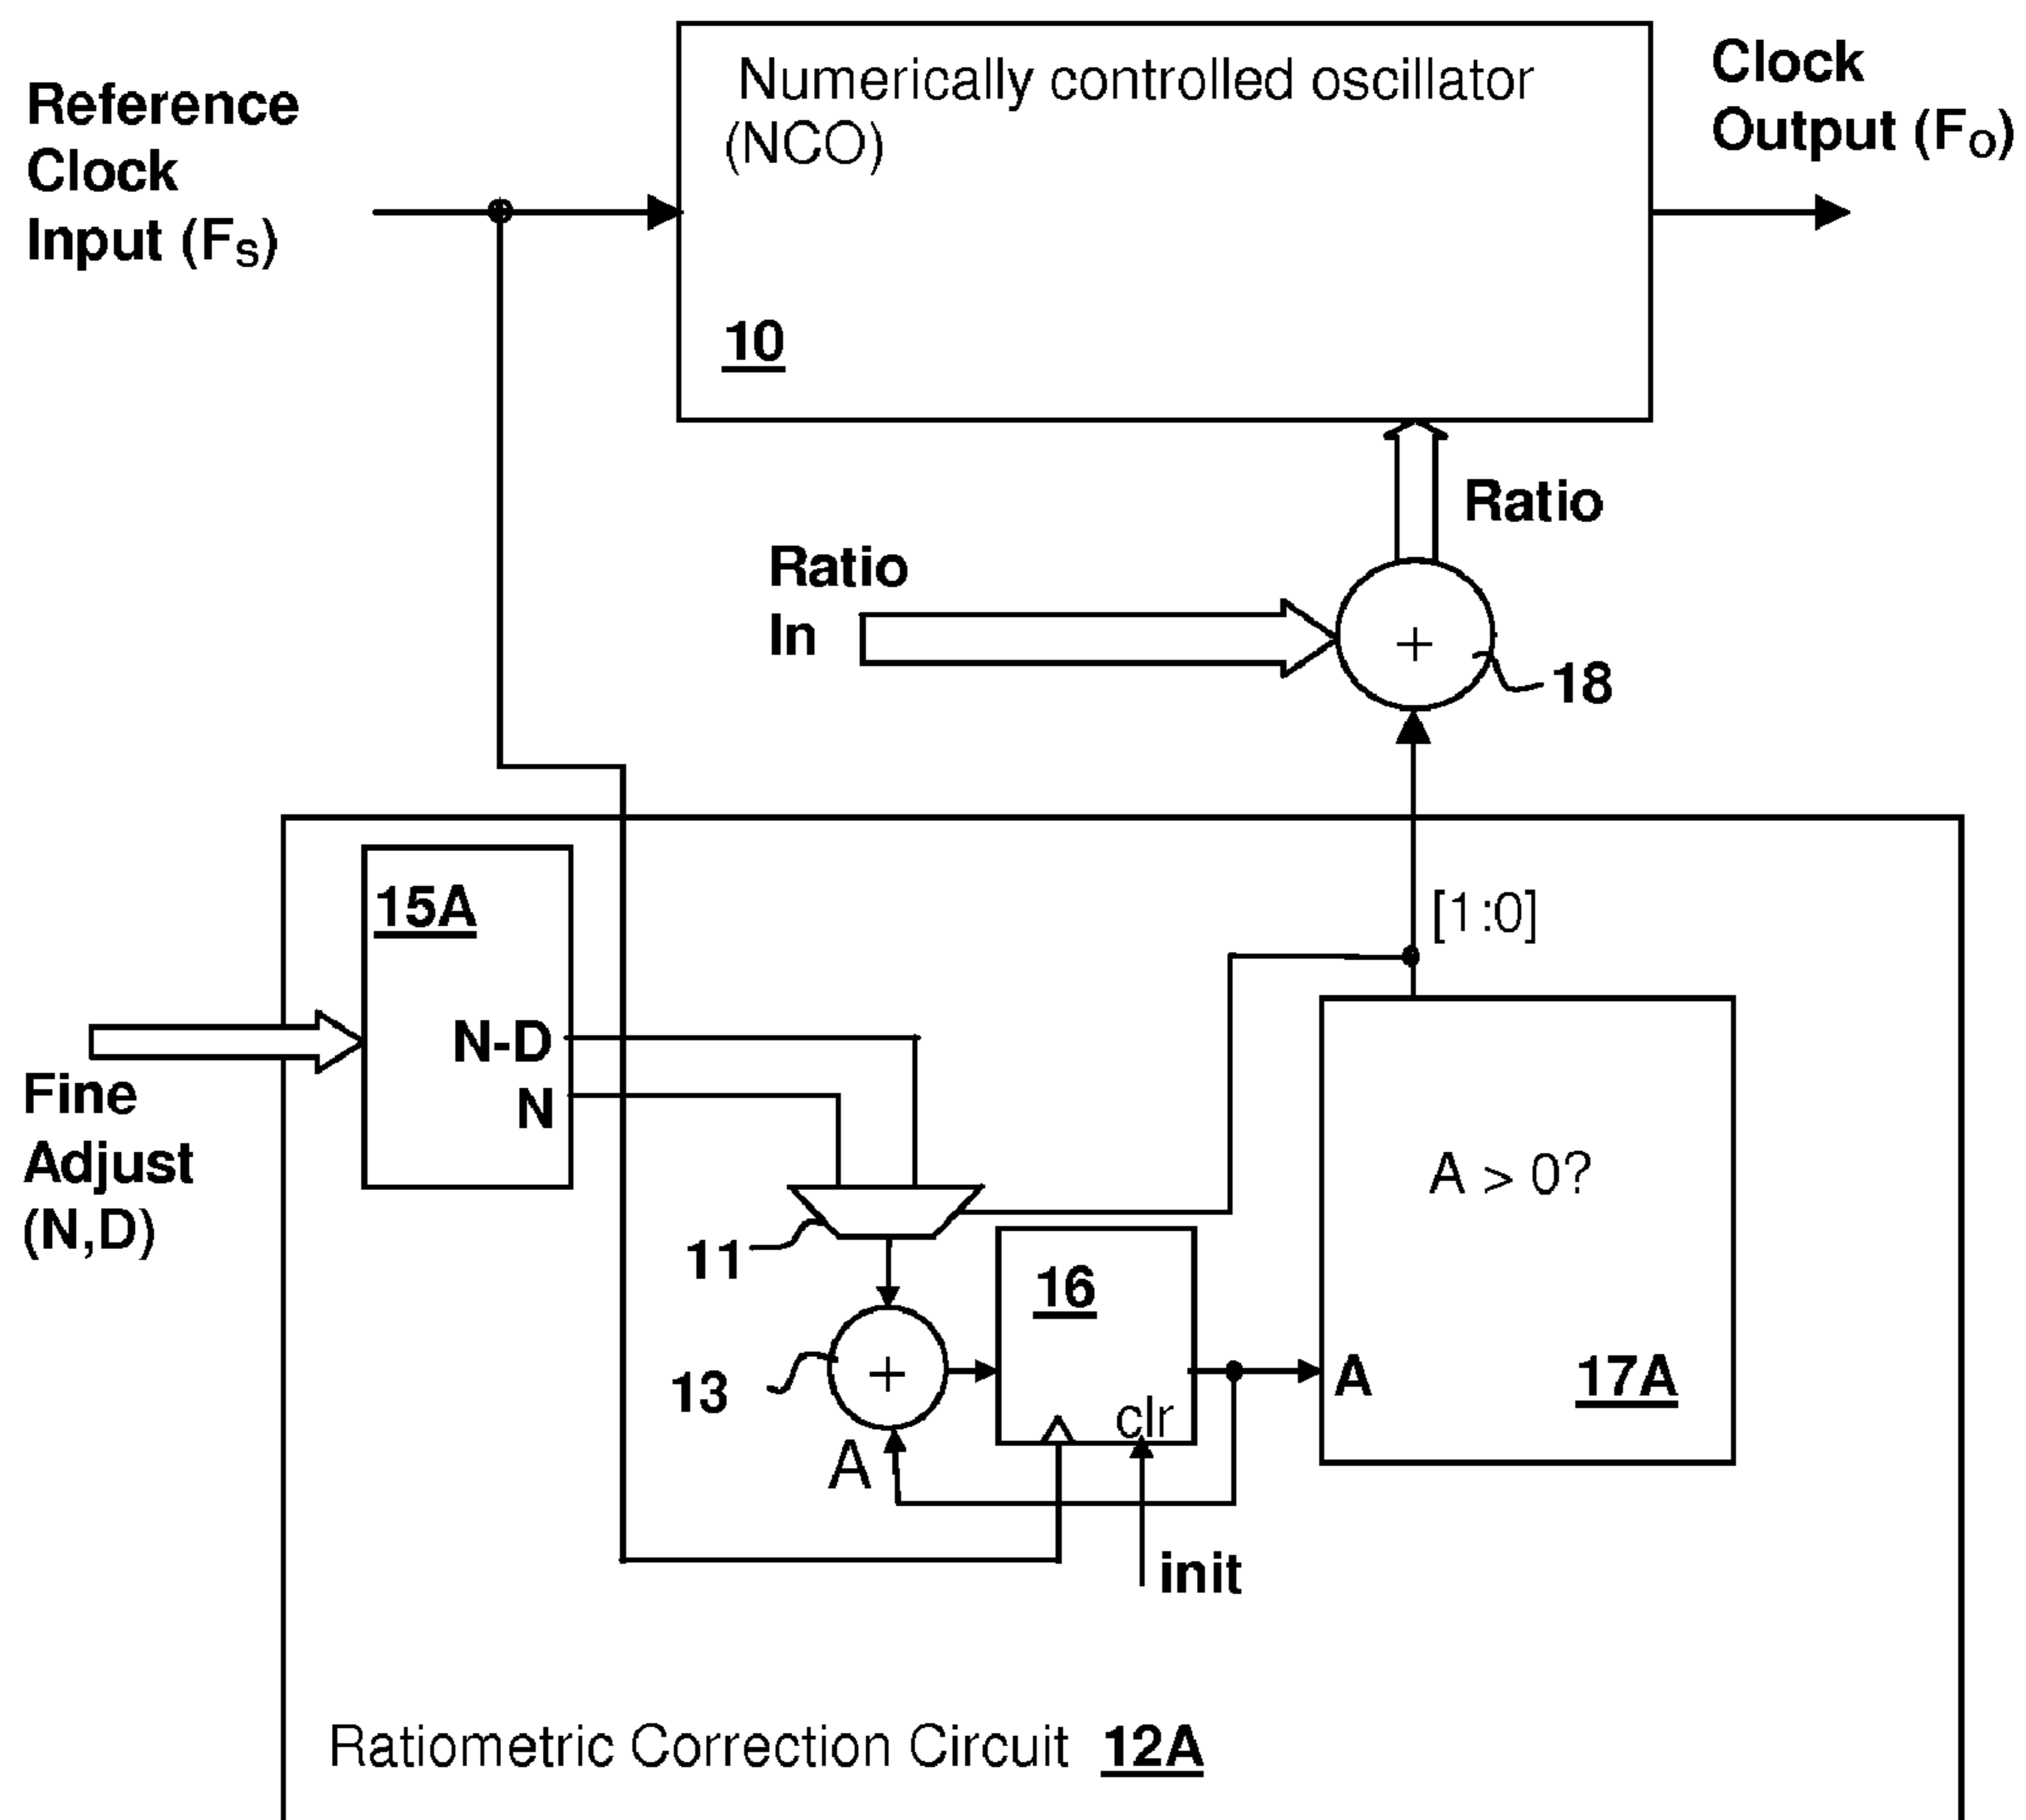 Numerically controlled oscillator
(NCO)
10
Reference
Clock
Input (FS)
Clock
Output (FO)
Ratio
Ratio
In
+
18
15A
N-D
N
[1:0]
Fine
Adjust
(N,D)
A > 0?
11
16
clr
13
+
A
A
17A
init
Ratiometric Correction Circuit 12A